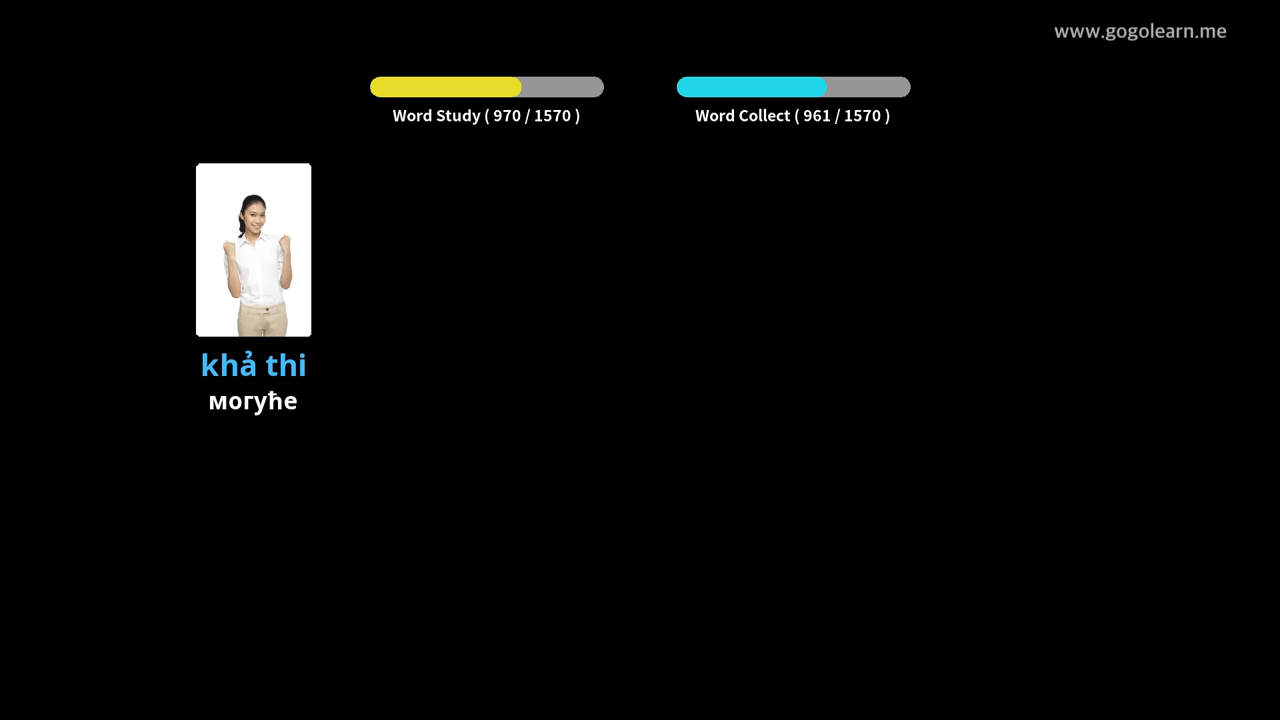 www.gogolearn.me
Word Study ( 970 / 1570 )
Word Collect ( 961 / 1570 )
khả thi
могуће